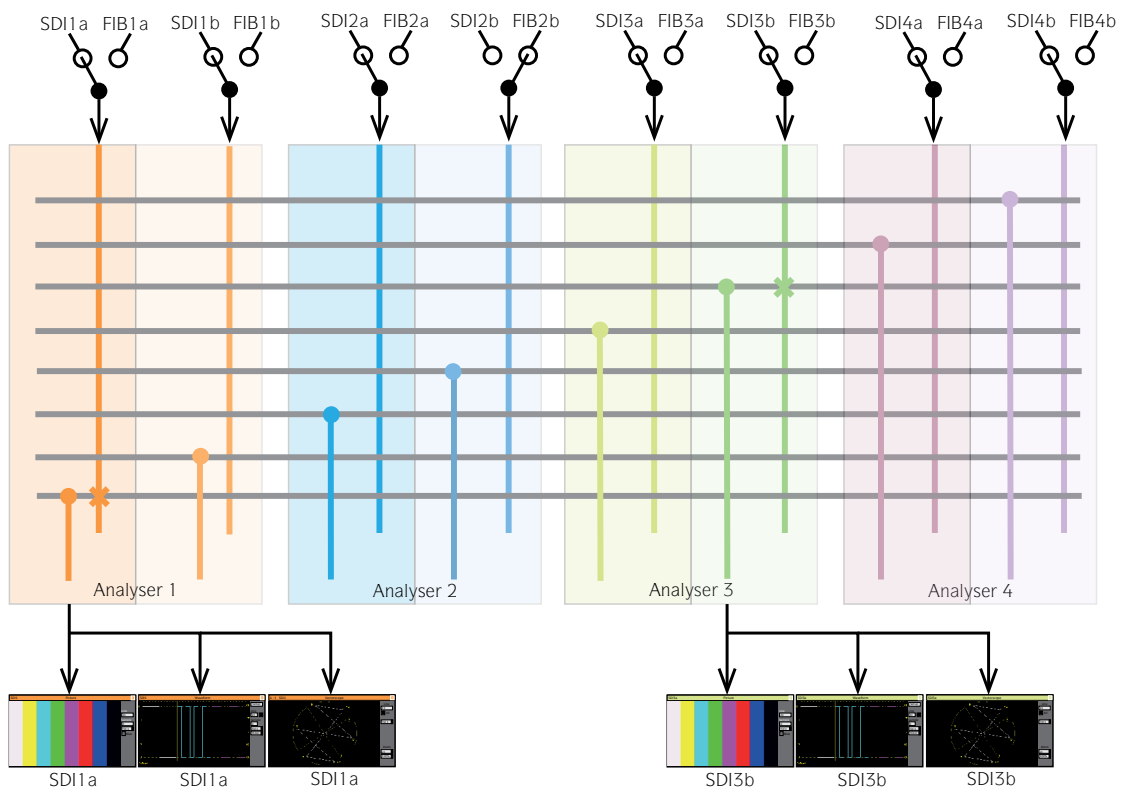 SDI1a FIB1a SDI1b FIB1b SDI2a FIB2a SDI2b FIB2b SDI3a FIB3a SDI3b FIB3b SDI4a FIB4a SDI4b FIB4b
Analyser 1 Analyser 2 Analyser 3 Analyser 4
SDI1a SDI1a SDI1a SDI3b SDI3b SDI3b